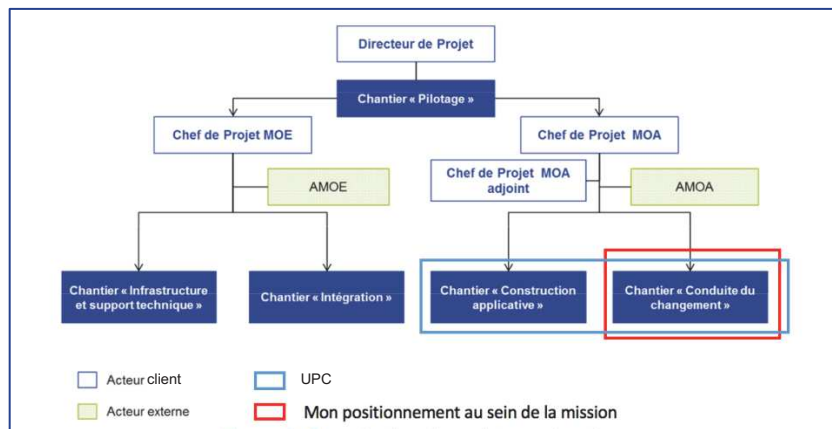 Directeur de Projet
Chantier « Pilotage »
Chef de Projet MOE
Chef de Projet MOA
AMOE
Chef de Projet MOA
adjoint
AMOA
Chantier « Infrastructure
et support technique »
Chantier « Intégration »
Chantier « Construction
applicative »
Chantier « Conduite du
changement »
Acteur client
UPC
Acteur externe
Mon positionnement au sein de la mission